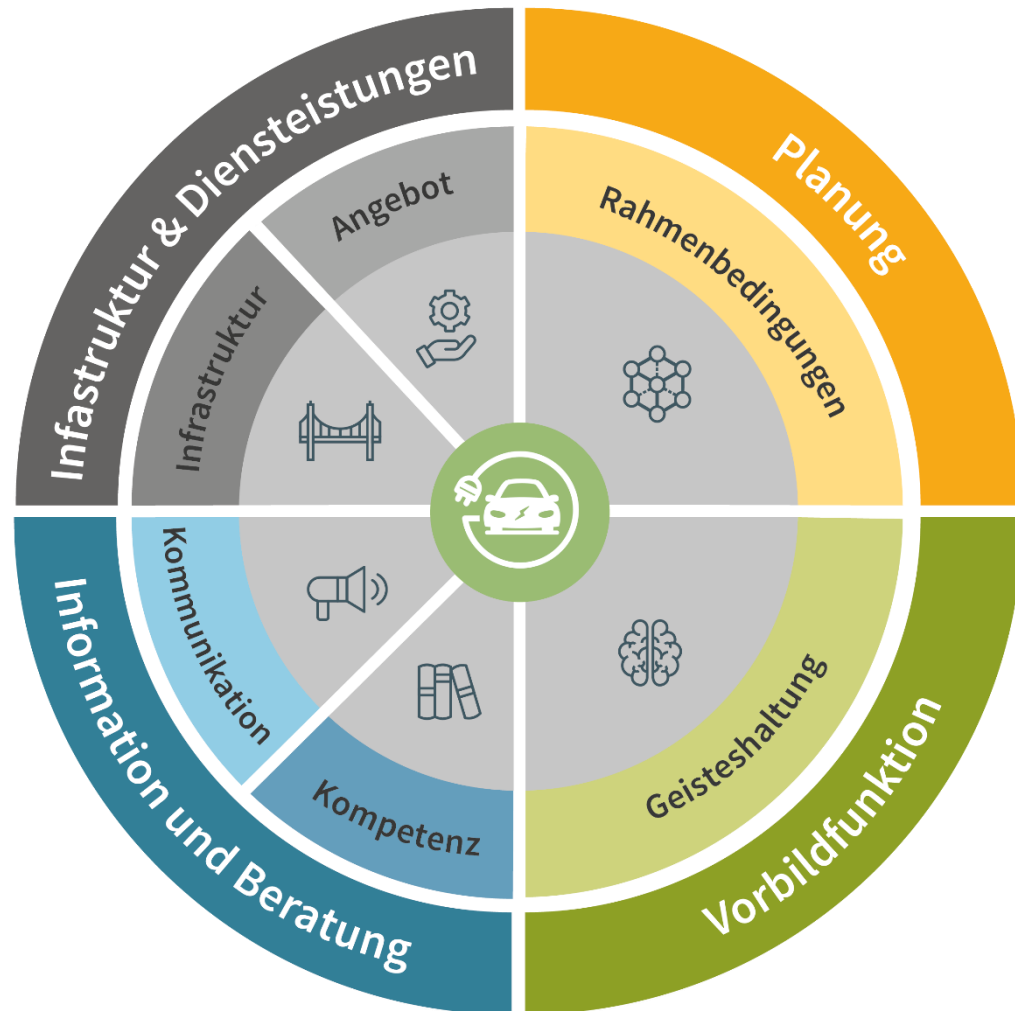 Infastruktur & Diensteistungen
Planung
Angebot
Rahmenbedingungen
Infrastruktur
Kommunikation
Kompetenz
Geisteshaltung
Information und Beratung
Vorbildfunktion